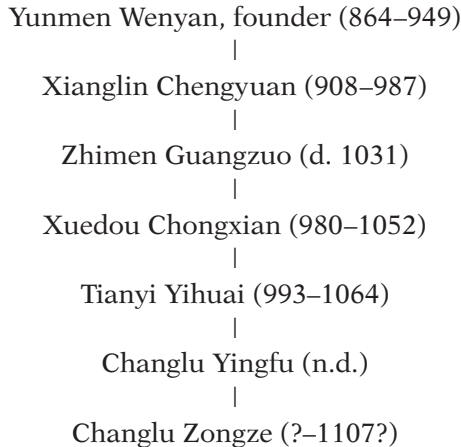 Yunmen Wenyan, founder (864–949)
Xianglin Chengyuan (908–987)
Zhimen Guangzuo (d. 1031)
Xuedou Chongxian (980–1052)
Tianyi Yihuai (993–1064)
Changlu Yingfu (n.d.)
Changlu Zongze (?–1107?)